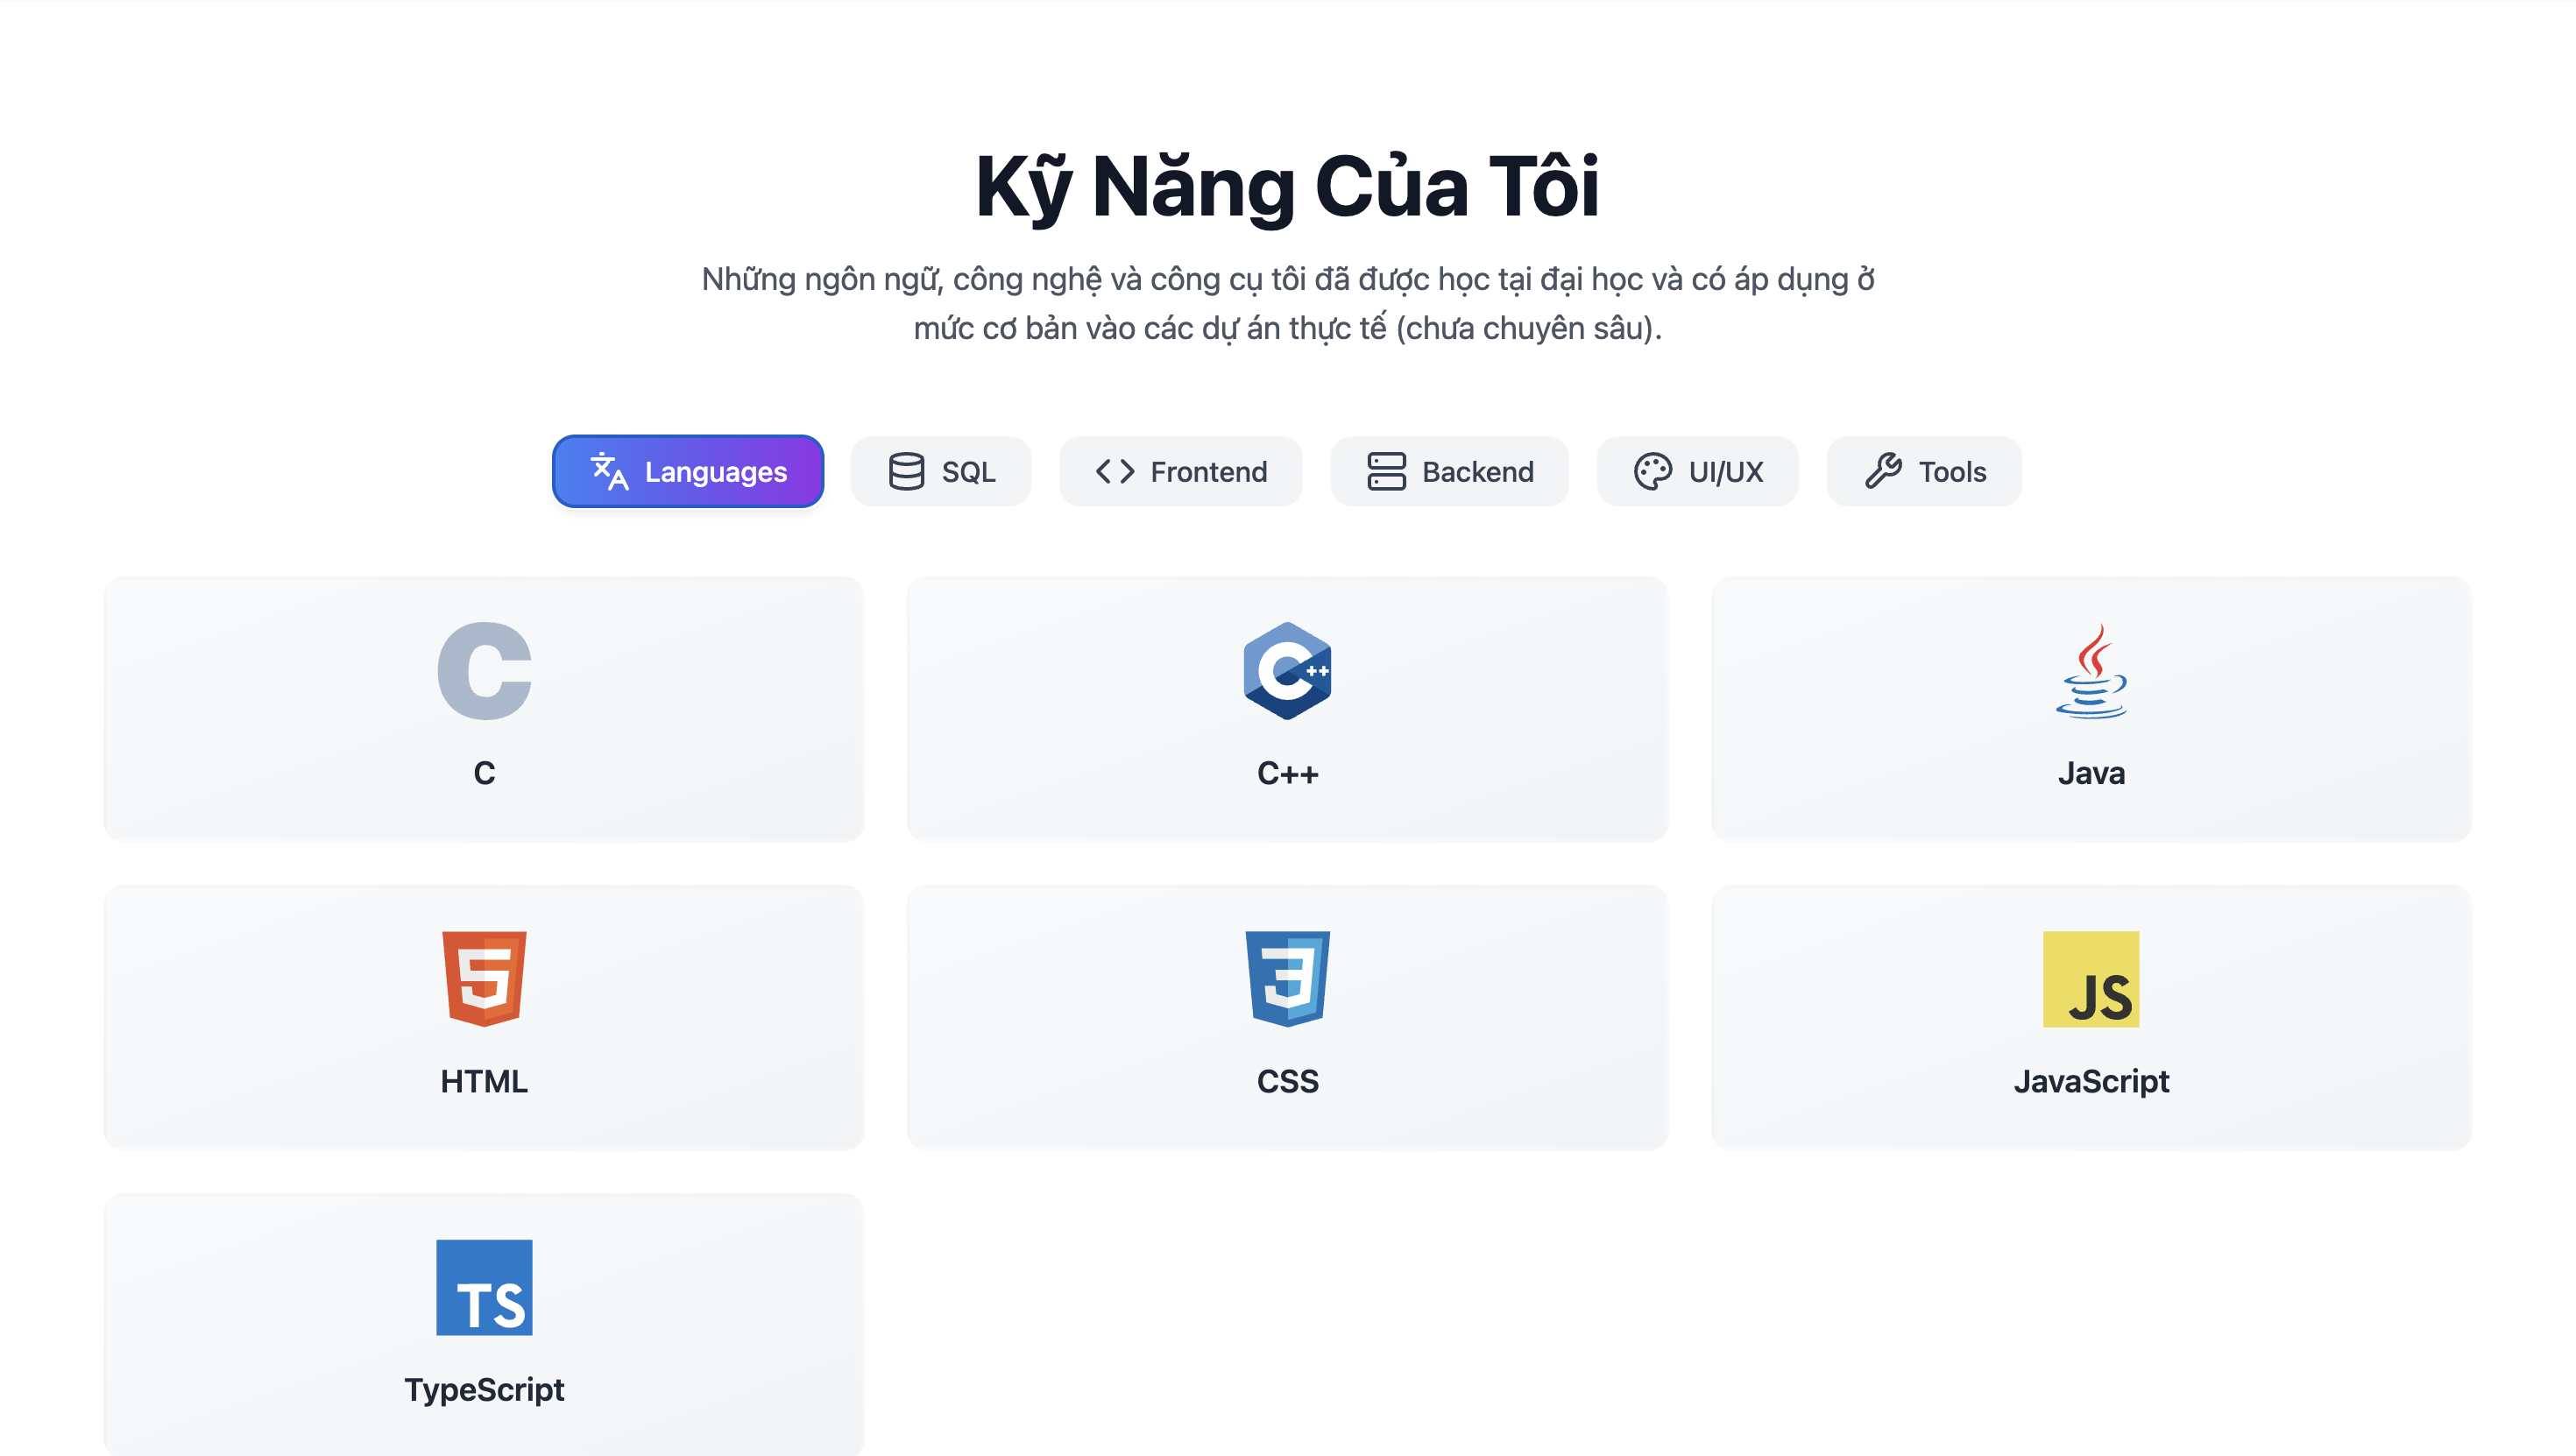 Kỹ Năng Của Tôi
Những ngôn ngữ, công nghệ và công cụ tôi đã được học tại đại học và có áp dụng ở
mức cơ bản vào các dự án thực tế (chưa chuyên sâu).
Languages
SQL
Frontend
Backend
UI/UX
Tools
C
C++
Java
HTML
CSS
JS
JavaScript
TS
TypeScript